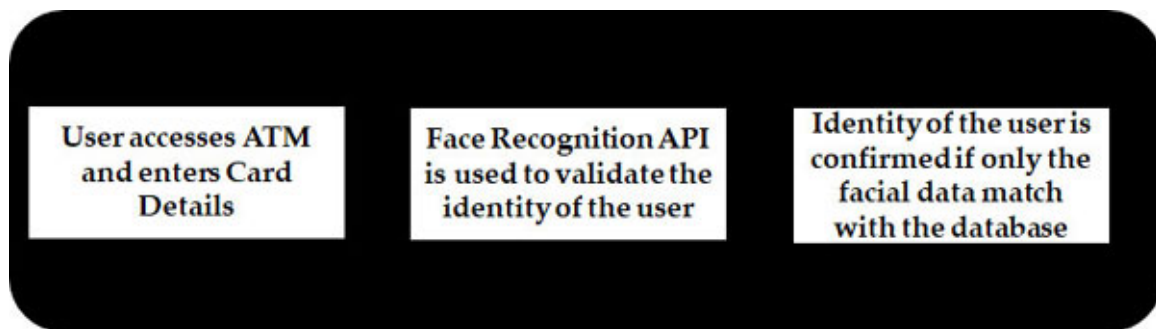 User accesses ATM
and enters Card
Details
Face Recognition API
is used to validate the
identity of the user
Identity of the user is
confirmed if only the
facial data match
with the database